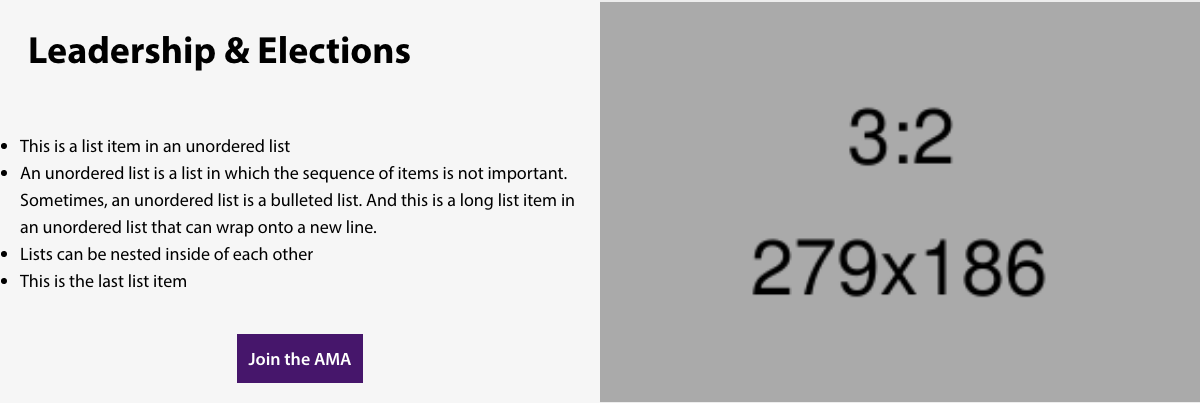 Leadership & Elections
• This is a list item in an unordered list
• An unordered list is a list in which the sequence of items is not important.
Sometimes, an unordered list is a bulleted list. And this is a long list item in
an unordered list that can wrap onto a new line.
• Lists can be nested inside of each other
• This is the last list item
Join the AMA
3:2
279x186